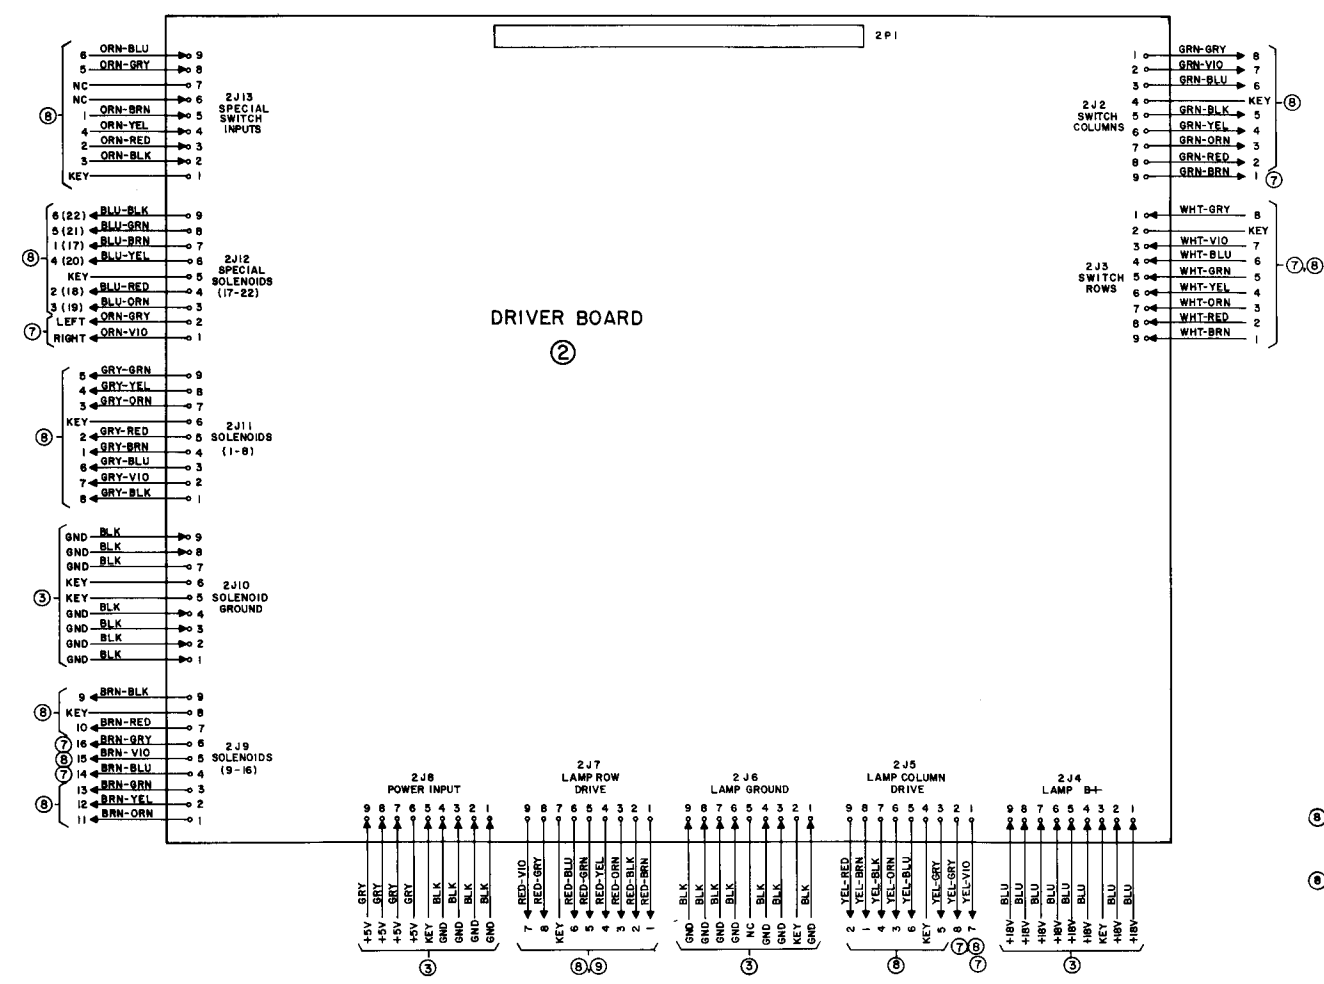 2P1
DRIVER BOARD
2
8
6 ORN-BLU 9
5 ORN-GRY 8
NC 7
NC 6
1 ORN-BRN 5
4 ORN-YEL 4
2 ORN-RED 3
3 ORN-BLK 2
KEY 1
2J13
SPECIAL
SWITCH
INPUTS
8
6 (22) BLU-BLK 9
5 (21) BLU-GRN 8
1 (17) BLU-BRN 7
4 (20) BLU-YEL 6
KEY 5
2 (18) BLU-RED 4
3 (19) BLU-ORN 3
7
LEFT ORN-GRY 2
RIGHT ORN-VIO 1
2J12
SPECIAL
SOLENOIDS
(17-22)
8
5 GRY-GRN 9
4 GRY-YEL 8
3 GRY-ORN 7
KEY 6
2 GRY-RED 5
1 GRY-BRN 4
6 GRY-BLU 3
7 GRY-VIO 2
8 GRY-BLK 1
2J11
SOLENOIDS
(1-8)
3
GND BLK 9
GND BLK 8
GND BLK 7
KEY 6
KEY 5
GND BLK 4
GND BLK 3
GND BLK 2
GND BLK 1
2J10
SOLENOID
GROUND
8
9 BRN-BLK 9
KEY 8
10 BRN-RED 7
7 16 BRN-GRY 6
8 15 BRN-VIO 5
7 14 BRN-BLU 4
8
13 BRN-GRN 3
12 BRN-YEL 2
11 BRN-ORN 1
2J9
SOLENOIDS
(9-16)
2J2
SWITCH
COLUMNS
1 GRN-GRY 8
2 GRN-VIO 7
3 GRN-BLU 6
4 KEY
5 GRN-BLK 5
6 GRN-YEL 4
7 GRN-ORN 3
8 GRN-RED 2
9 GRN-BRN 1
8
7
2J3
SWITCH
ROWS
1 WHT-GRY 8
2 KEY
3 WHT-VIO 7
4 WHT-BLU 6
5 WHT-GRN 5
6 WHT-YEL 4
7 WHT-ORN 3
8 WHT-RED 2
9 WHT-BRN 1
7,8
2J8
POWER INPUT
9 8 7 6 5 4 3 2 1
GRY GRY GRY GRY BLK BLK BLK BLK
+5V +5V +5V +5V KEY GND GND GND GND
3
2J7
LAMP ROW
DRIVE
9 8 7 6 5 4 3 2 1
RED-VIO RED-GRY RED-BLU RED-GRN RED-YEL RED-ORN RED-BLK RED-BRN
7 8 KEY 6 5 4 3 2 1
8,9
2J6
LAMP GROUND
9 8 7 6 5 4 3 2 1
BLK BLK BLK BLK BLK BLK BLK
GND GND GND GND NC GND GND KEY GND
3
2J5
LAMP COLUMN
DRIVE
9 8 7 6 5 4 3 2 1
YEL-RED YEL-BRN YEL-BLK YEL-ORN YEL-BLU YEL-GRY YEL-GRY YEL-VIO
2 1 4 3 6 KEY 5 8 7
8
7 8
7
2J4
LAMP B+
9 8 7 6 5 4 3 2 1
BLU BLU BLU BLU BLU BLU BLU BLU
+18V +18V +18V +18V +18V +18V KEY +18V +18V
3
8
8